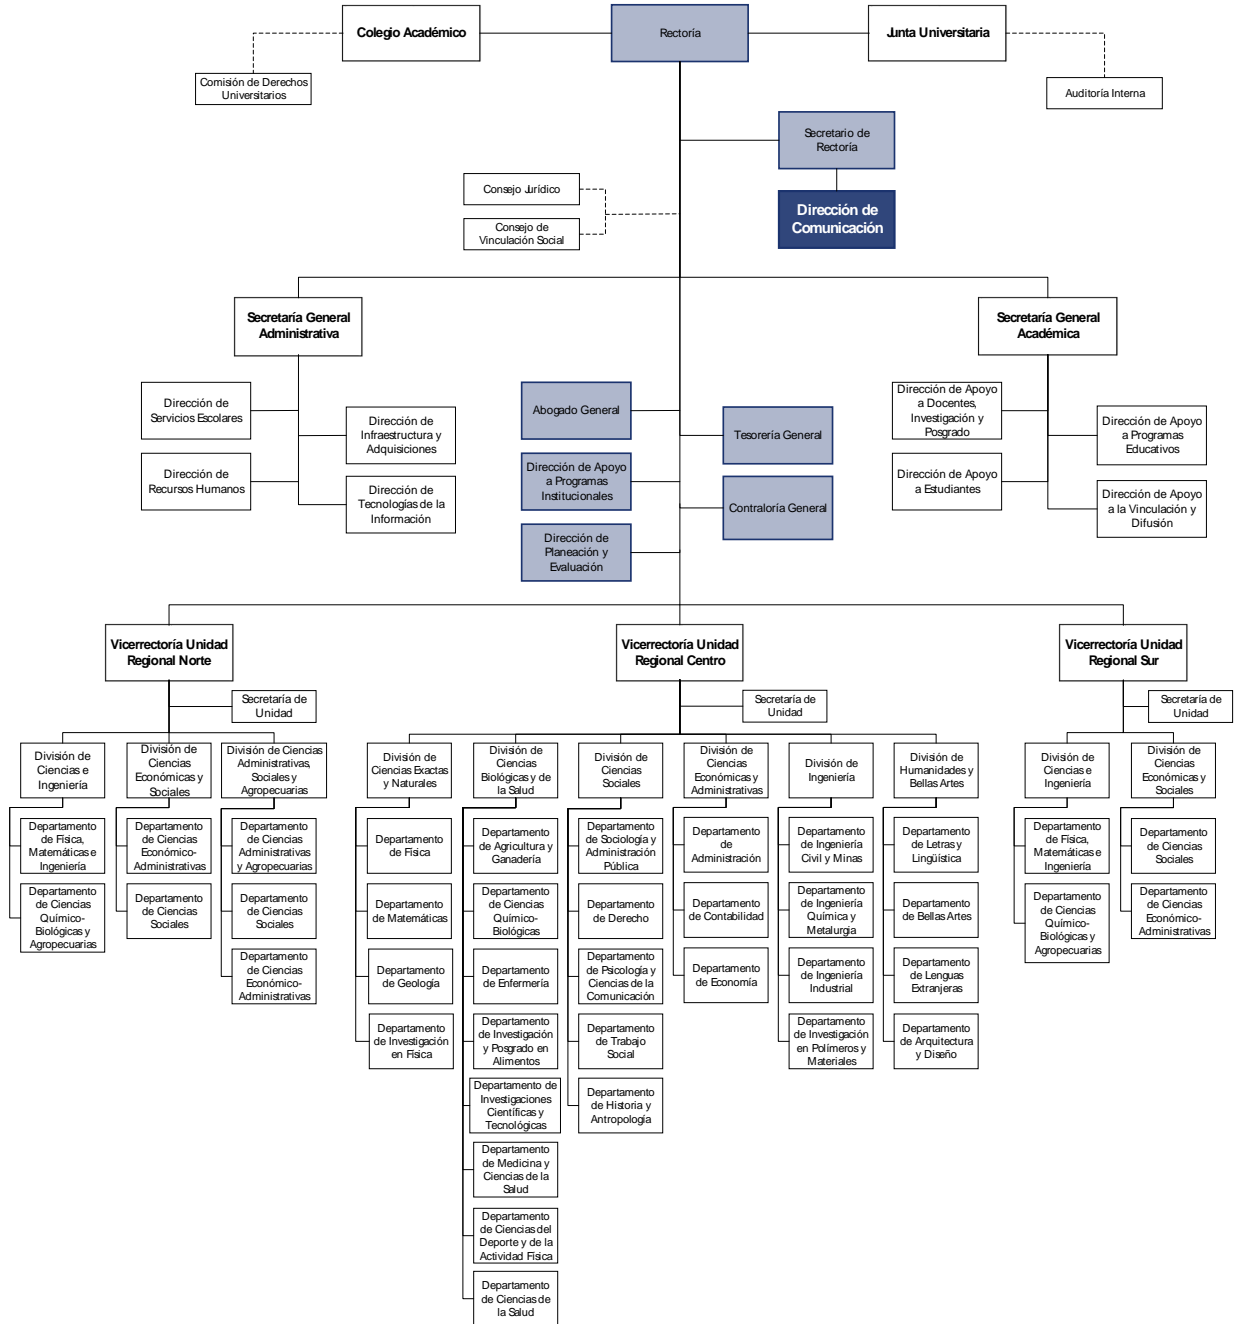 Colegio Académico
Rectoría
Junta Universitaria
Comisión de Derechos
Universitarios
Auditoría Interna
Secretario de
Rectoría
Consejo Jurídico
Dirección de
Comunicación
Consejo de
Vinculación Social
Secretaría General
Administrativa
Secretaría General
Académica
Dirección de
Servicios Escolares
Dirección de
Infraestructura y
Adquisiciones
Dirección de
Recursos Humanos
Dirección de
Tecnologías de la
Información
Abogado General
Tesorería General
Dirección de Apoyo
a Programas
Institucionales
Contraloría General
Dirección de
Planeación y
Evaluación
Dirección de Apoyo
a Docentes,
Investigación y
Posgrado
Dirección de Apoyo
a Programas
Educativos
Dirección de Apoyo
a Estudiantes
Dirección de Apoyo
a la Vinculación y
Difusión
Vicerrectoría Unidad
Regional Norte
Secretaría de
Unidad
División de
Ciencias e
Ingeniería
División de
Ciencias
Económicas y
Sociales
División de Ciencias
Administrativas,
Sociales y
Agropecuarias
Departamento
de Física,
Matemáticas e
Ingeniería
Departamento
de Ciencias
Químico-
Biológicas y
Agropecuarias
Departamento
de Ciencias
Económico-
Administrativas
Departamento
de Ciencias
Sociales
Departamento
de Ciencias
Administrativas
y Agropecuarias
Departamento
de Ciencias
Sociales
Departamento
de Ciencias
Económico-
Administrativas
Vicerrectoría Unidad
Regional Centro
Secretaría de
Unidad
División de
Ciencias Exactas
y Naturales
División de
Ciencias
Biológicas y de
la Salud
División de
Ciencias
Sociales
División de
Ciencias
Económicas y
Administrativas
División de
Ingeniería
División de
Humanidades y
Bellas Artes
Departamento
de Física
Departamento
de Matemáticas
Departamento
de Geología
Departamento
de Investigación
en Física
Departamento
de Agricultura y
Ganadería
Departamento
de Ciencias
Químico-
Biológicas
Departamento
de Enfermería
Departamento
de Investigación
y Posgrado en
Alimentos
Departamento de
Investigaciones
Científicas y
Tecnológicas
Departamento
de Medicina y
Ciencias de la
Salud
Departamento
de Ciencias del
Deporte y de la
Actividad Física
Departamento
de Ciencias de
la Salud
Departamento
de Sociología y
Administración
Pública
Departamento
de Derecho
Departamento
de Psicología y
Ciencias de la
Comunicación
Departamento
de Trabajo
Social
Departamento
de Historia y
Antropología
Departamento
de
Administración
Departamento
de Contabilidad
Departamento
de Economía
Departamento
de Ingeniería
Civil y Minas
Departamento
de Ingeniería
Química y
Metalurgia
Departamento
de Ingeniería
Industrial
Departamento
de Investigación
en Polímeros y
Materiales
Departamento
de Letras y
Lingüística
Departamento
de Bellas Artes
Departamento
de Lenguas
Extranjeras
Departamento
de Arquitectura
y Diseño
Vicerrectoría Unidad
Regional Sur
Secretaría de
Unidad
División de
Ciencias e
Ingeniería
División de
Ciencias
Económicas y
Sociales
Departamento
de Física,
Matemáticas e
Ingeniería
Departamento
de Ciencias
Químico-
Biológicas y
Agropecuarias
Departamento
de Ciencias
Sociales
Departamento
de Ciencias
Económico-
Administrativas